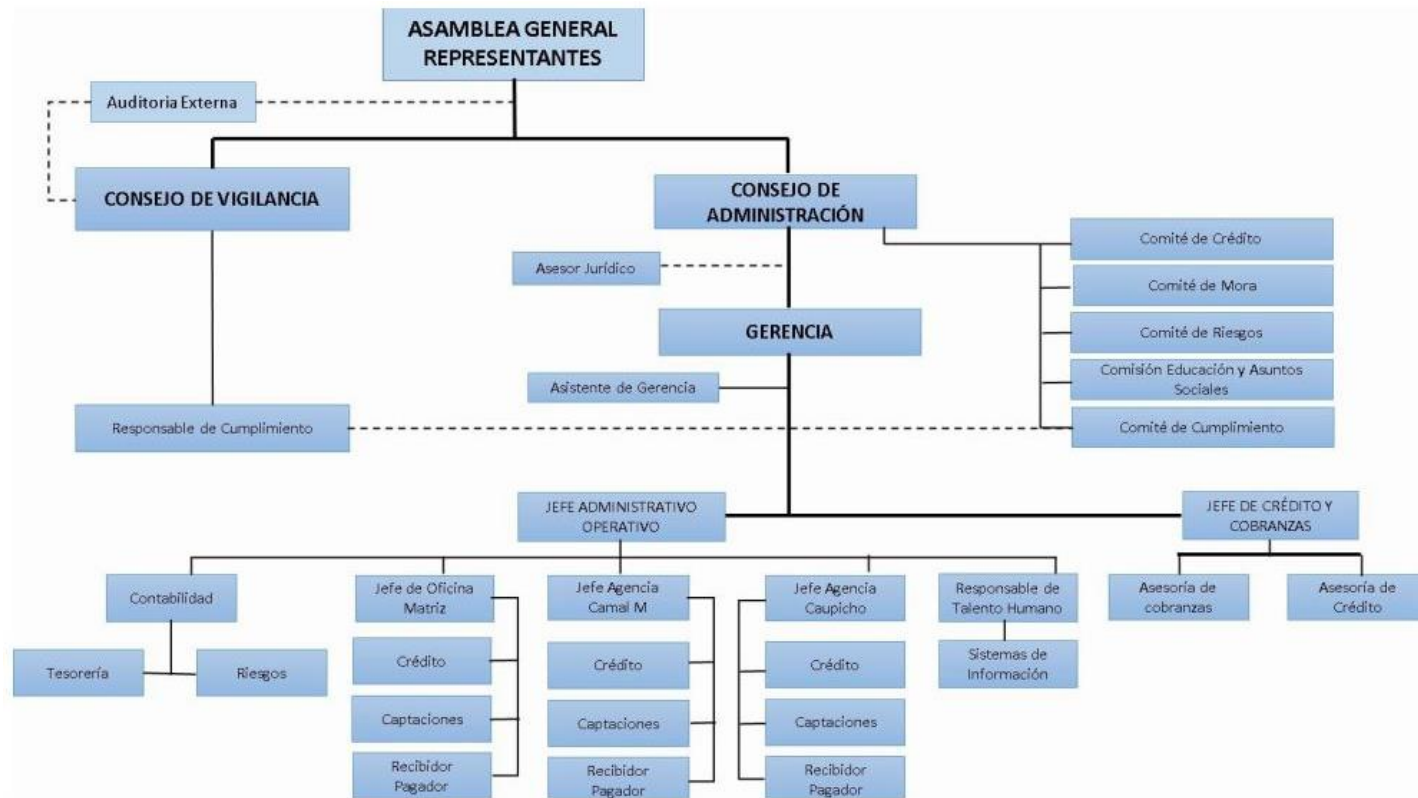 ASAMBLEA GENERAL
REPRESENTANTES
Auditoria Externa
CONSEJO DE VIGILANCIA
CONSEJO DE
ADMINISTRACIÓN
Comité de Crédito
Asesor Jurídico
Comité de Mora
GERENCIA
Comité de Riesgos
Asistente de Gerencia
Comisión Educación y Asuntos
Sociales
Responsable de Cumplimiento
Comité de Cumplimiento
JEFE ADMINISTRATIVO
OPERATIVO
JEFE DE CRÉDITO Y
COBRANZAS
Contabilidad
Jefe de Oficina
Matriz
Jefe Agencia
Camal M
Jefe Agencia
Caupicho
Responsable de
Talento Humano
Asesoría de
cobranzas
Asesoría de
Crédito
Tesorería
Riesgos
Crédito
Crédito
Crédito
Sistemas de
Información
Captaciones
Captaciones
Captaciones
Recibidor
Pagador
Recibidor
Pagador
Recibidor
Pagador